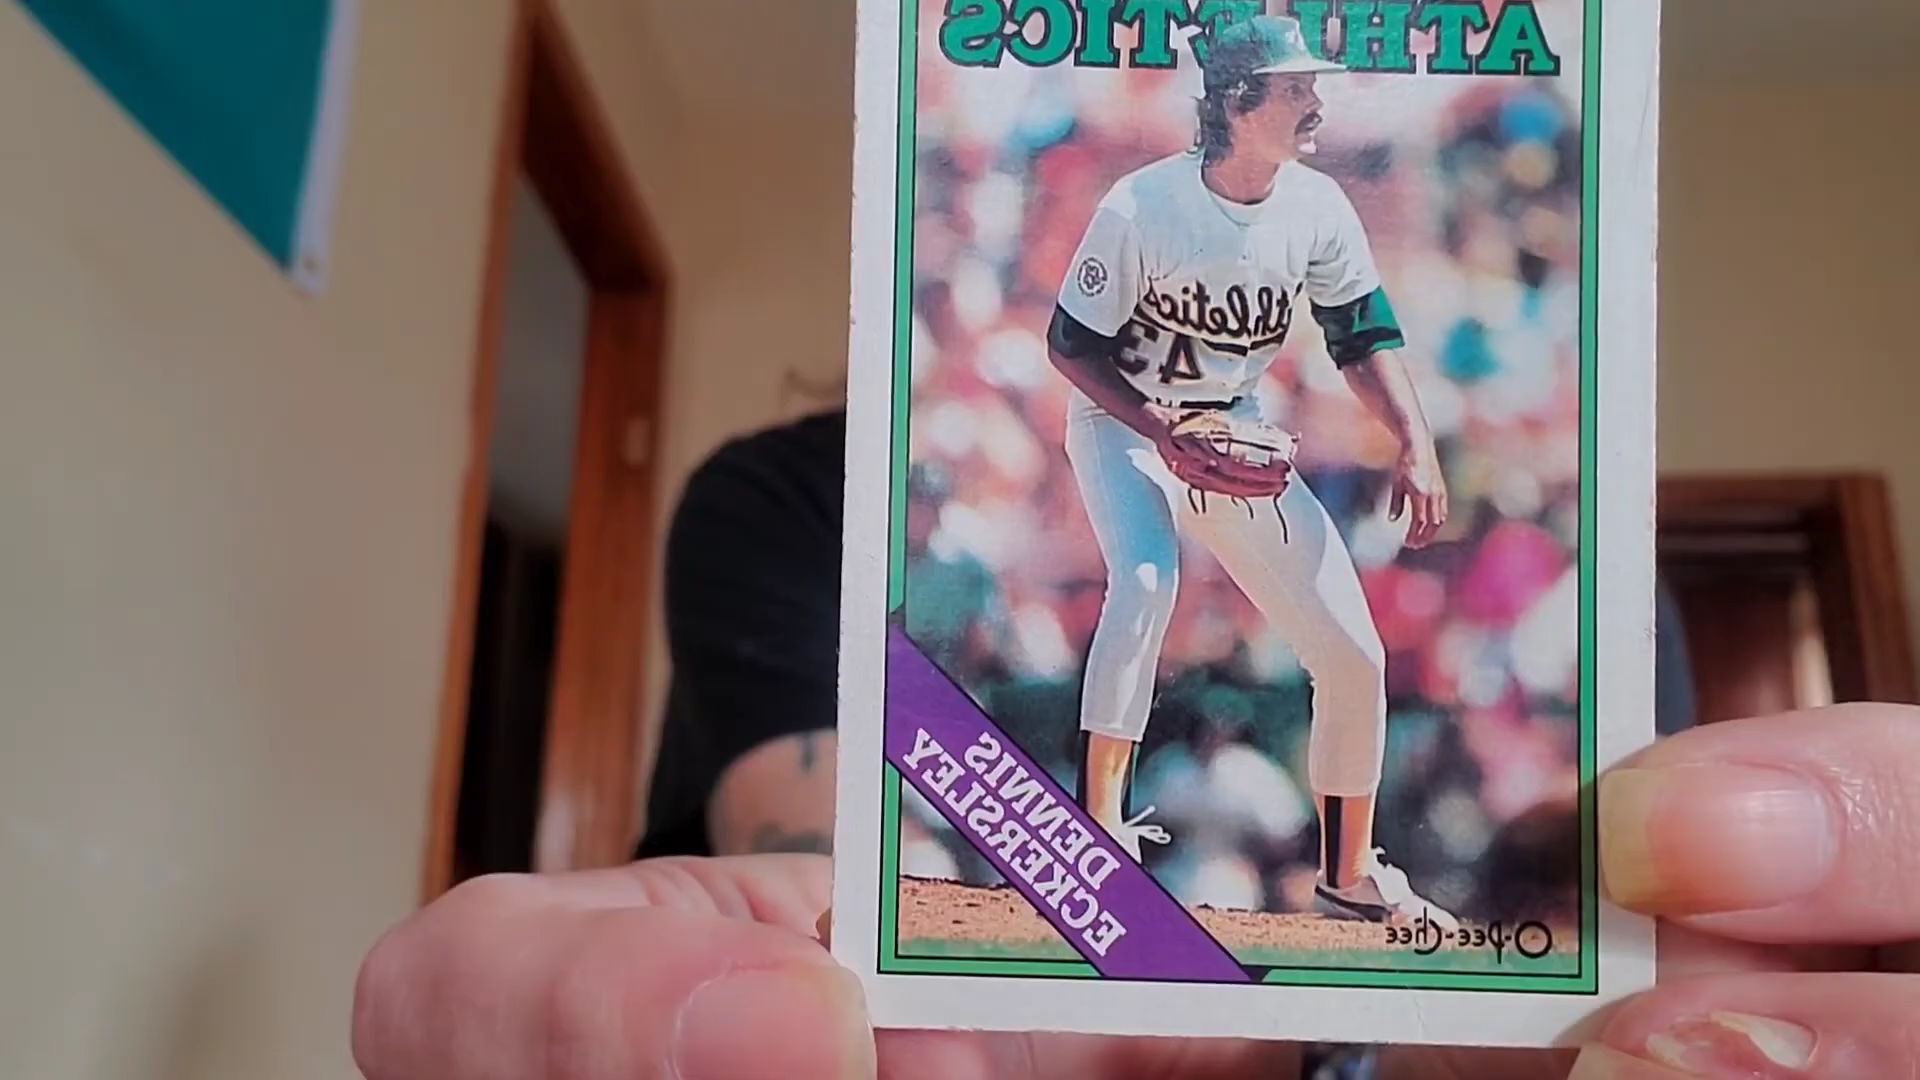 ATHLETICS
Athletics
43
DENNIS
ECKERSLEY
O-Pee-Chee